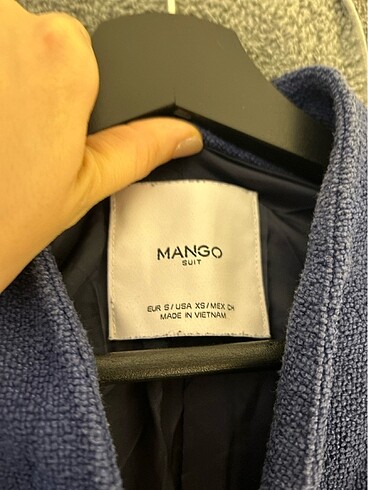 MANGO
SUIT
EUR S / USA XS / MEX CH
MADE IN VIETNAM